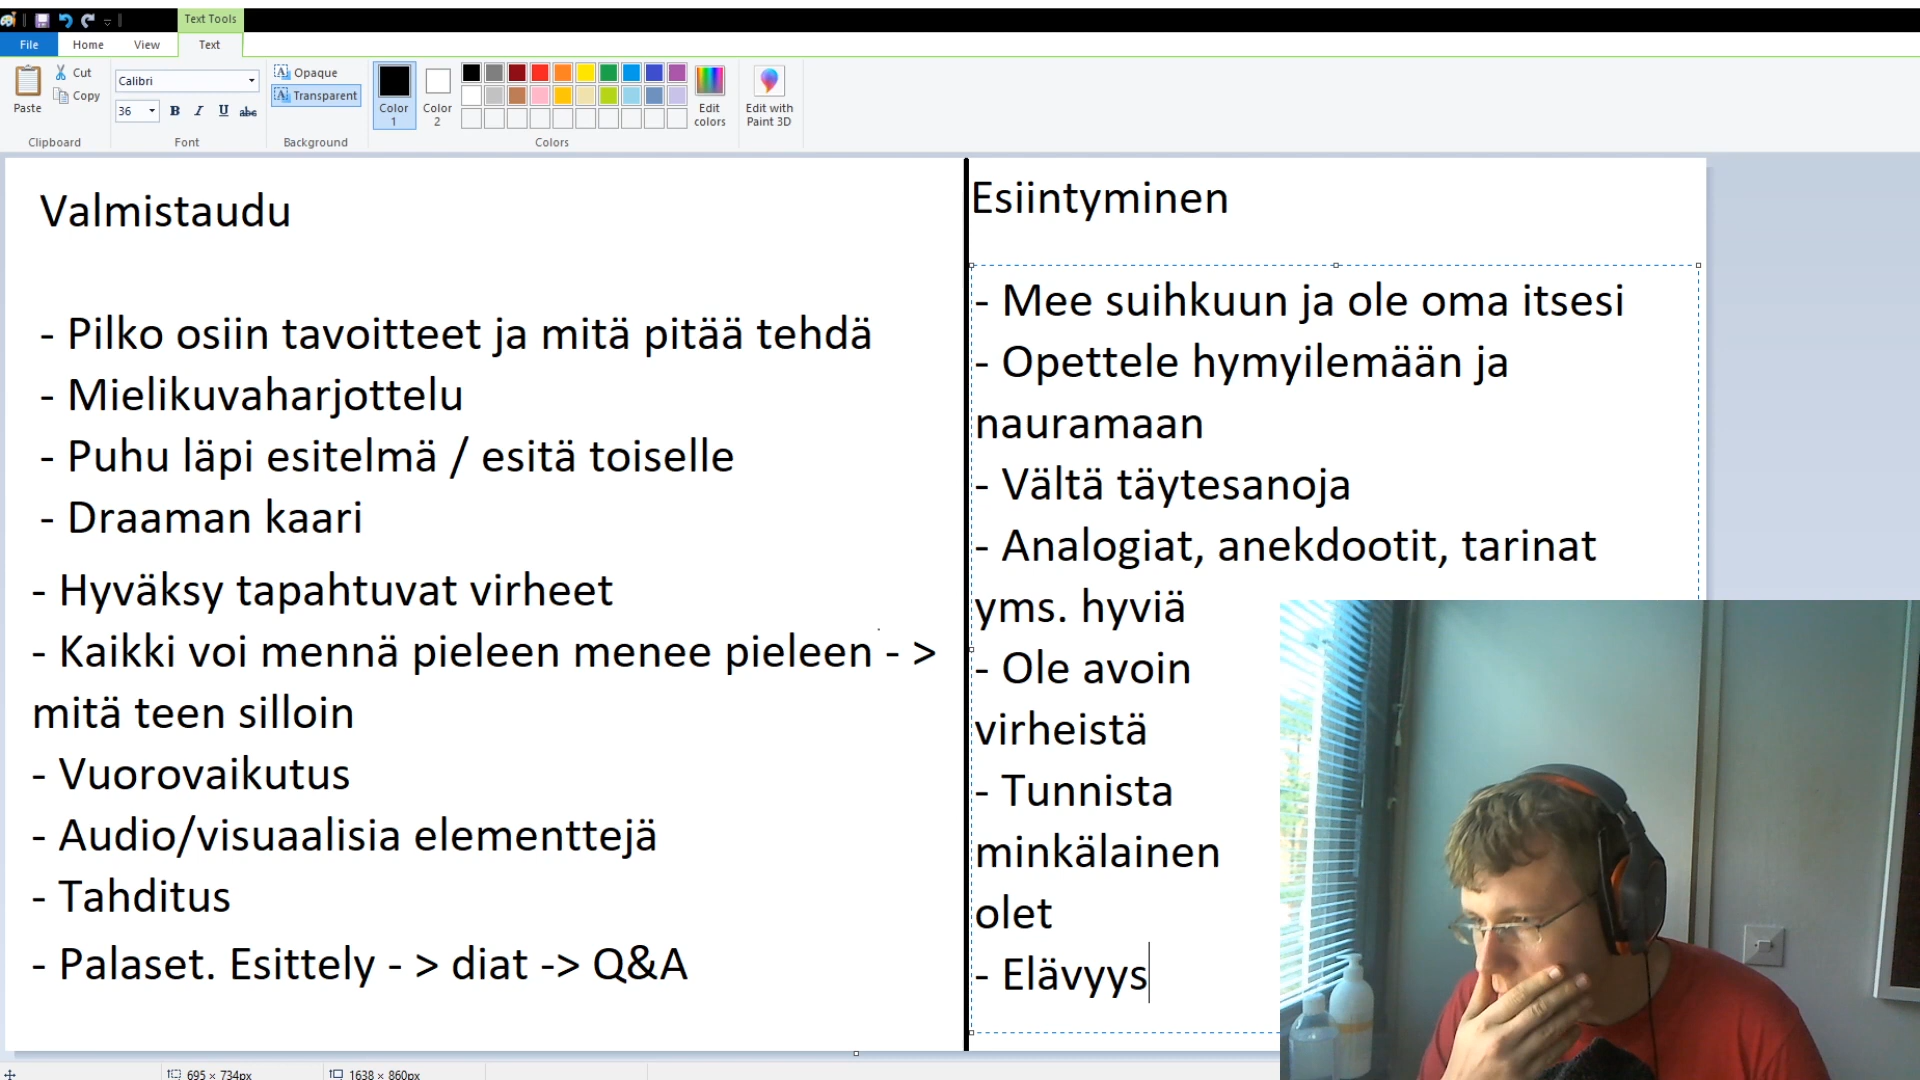 Text Tools
File Home View Text
Paste
Cut
Copy
Clipboard
Calibri
36 B I U abc
Font
Opaque
Transparent
Background
Color 1
Color 2
Edit colors
Colors
Edit with Paint 3D
Valmistaudu
- Pilko osiin tavoitteet ja mitä pitää tehdä
- Mielikuvaharjottelu
- Puhu läpi esitelmä / esitä toiselle
- Draaman kaari
- Hyväksy tapahtuvat virheet
- Kaikki voi mennä pieleen menee pieleen - >
mitä teen silloin
- Vuorovaikutus
- Audio/visuaalisia elementtejä
- Tahditus
- Palaset. Esittely - > diat -> Q&A
Esiintyminen
- Mee suihkuun ja ole oma itsesi
- Opettele hymyilemään ja
nauramaan
- Vältä täytesanoja
- Analogiat, anekdootit, tarinat
yms. hyviä
- Ole avoin
virheistä
- Tunnista
minkälainen
olet
- Elävyys
695 × 734px
1638 × 860px